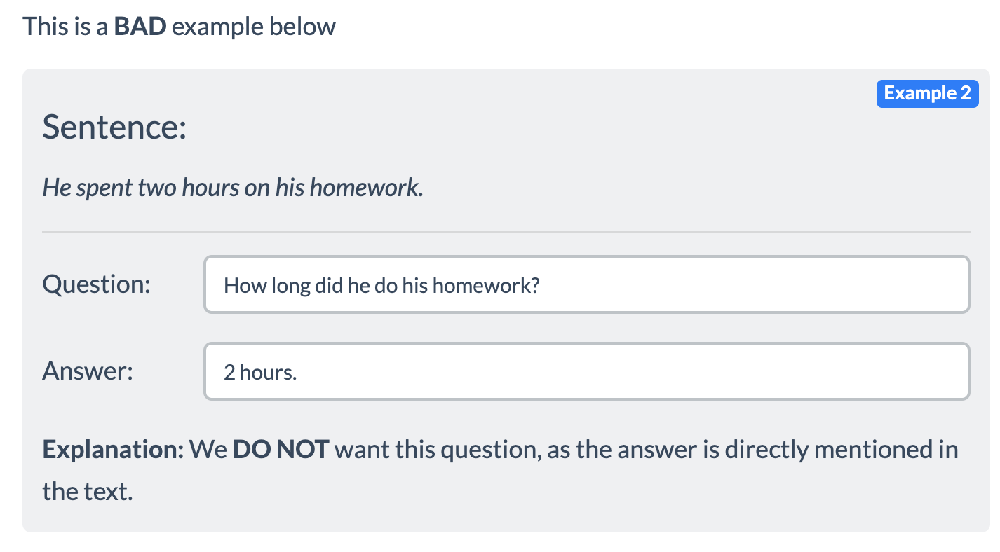 This is a BAD example below
Example 2
Sentence:
He spent two hours on his homework.
Question:
How long did he do his homework?
Answer:
2 hours.
Explanation: We DO NOT want this question, as the answer is directly mentioned in
the text.